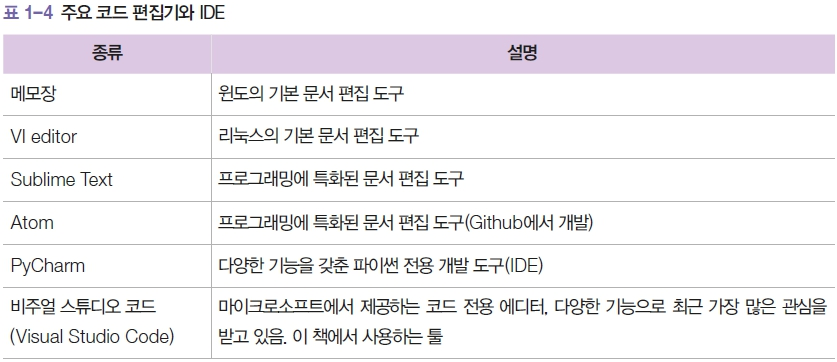 표 1-4 주요 코드 편집기와 IDE
종류 설명
메모장 윈도의 기본 문서 편집 도구
VI editor 리눅스의 기본 문서 편집 도구
Sublime Text 프로그래밍에 특화된 문서 편집 도구
Atom 프로그래밍에 특화된 문서 편집 도구(Github에서 개발)
PyCharm 다양한 기능을 갖춘 파이썬 전용 개발 도구(IDE)
비주얼 스튜디오 코드 마이크로소프트에서 제공하는 코드 전용 에디터, 다양한 기능으로 최근 가장 많은 관심을
(Visual Studio Code) 받고 있음. 이 책에서 사용하는 툴